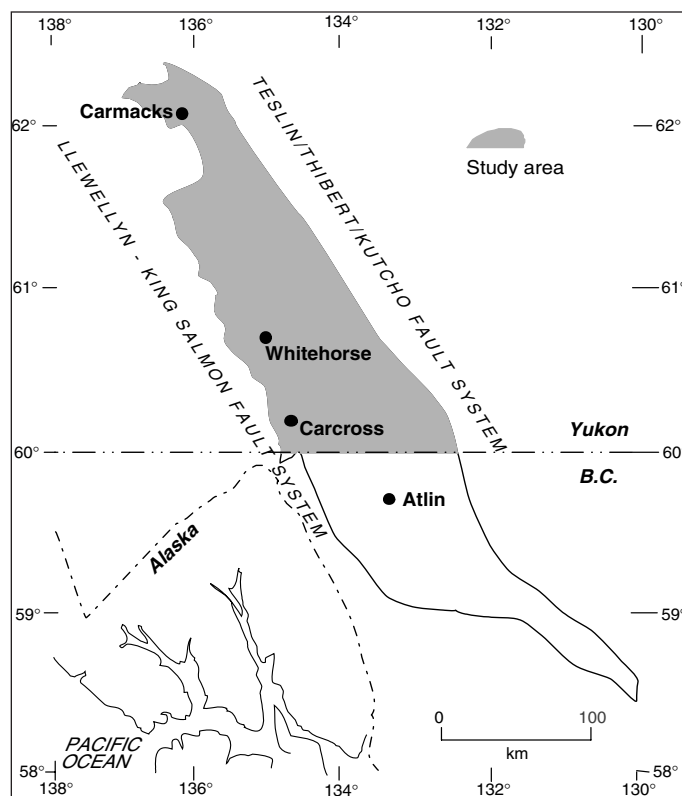 138° 136° 134° 132° 130°
TESLIN/THIBERT/KUTCHO FAULT SYSTEM
Carmacks
62° 62°
LLEWELLYN - KING SALMON FAULT SYSTEM
Study area
61° 61°
Whitehorse
Carcross
Yukon
60° 60
B.C.
Atlin
Alaska
59° 59°
0 100
km
PACIFIC
OCEAN
58° 58°
138° 136° 134° 132° 130°